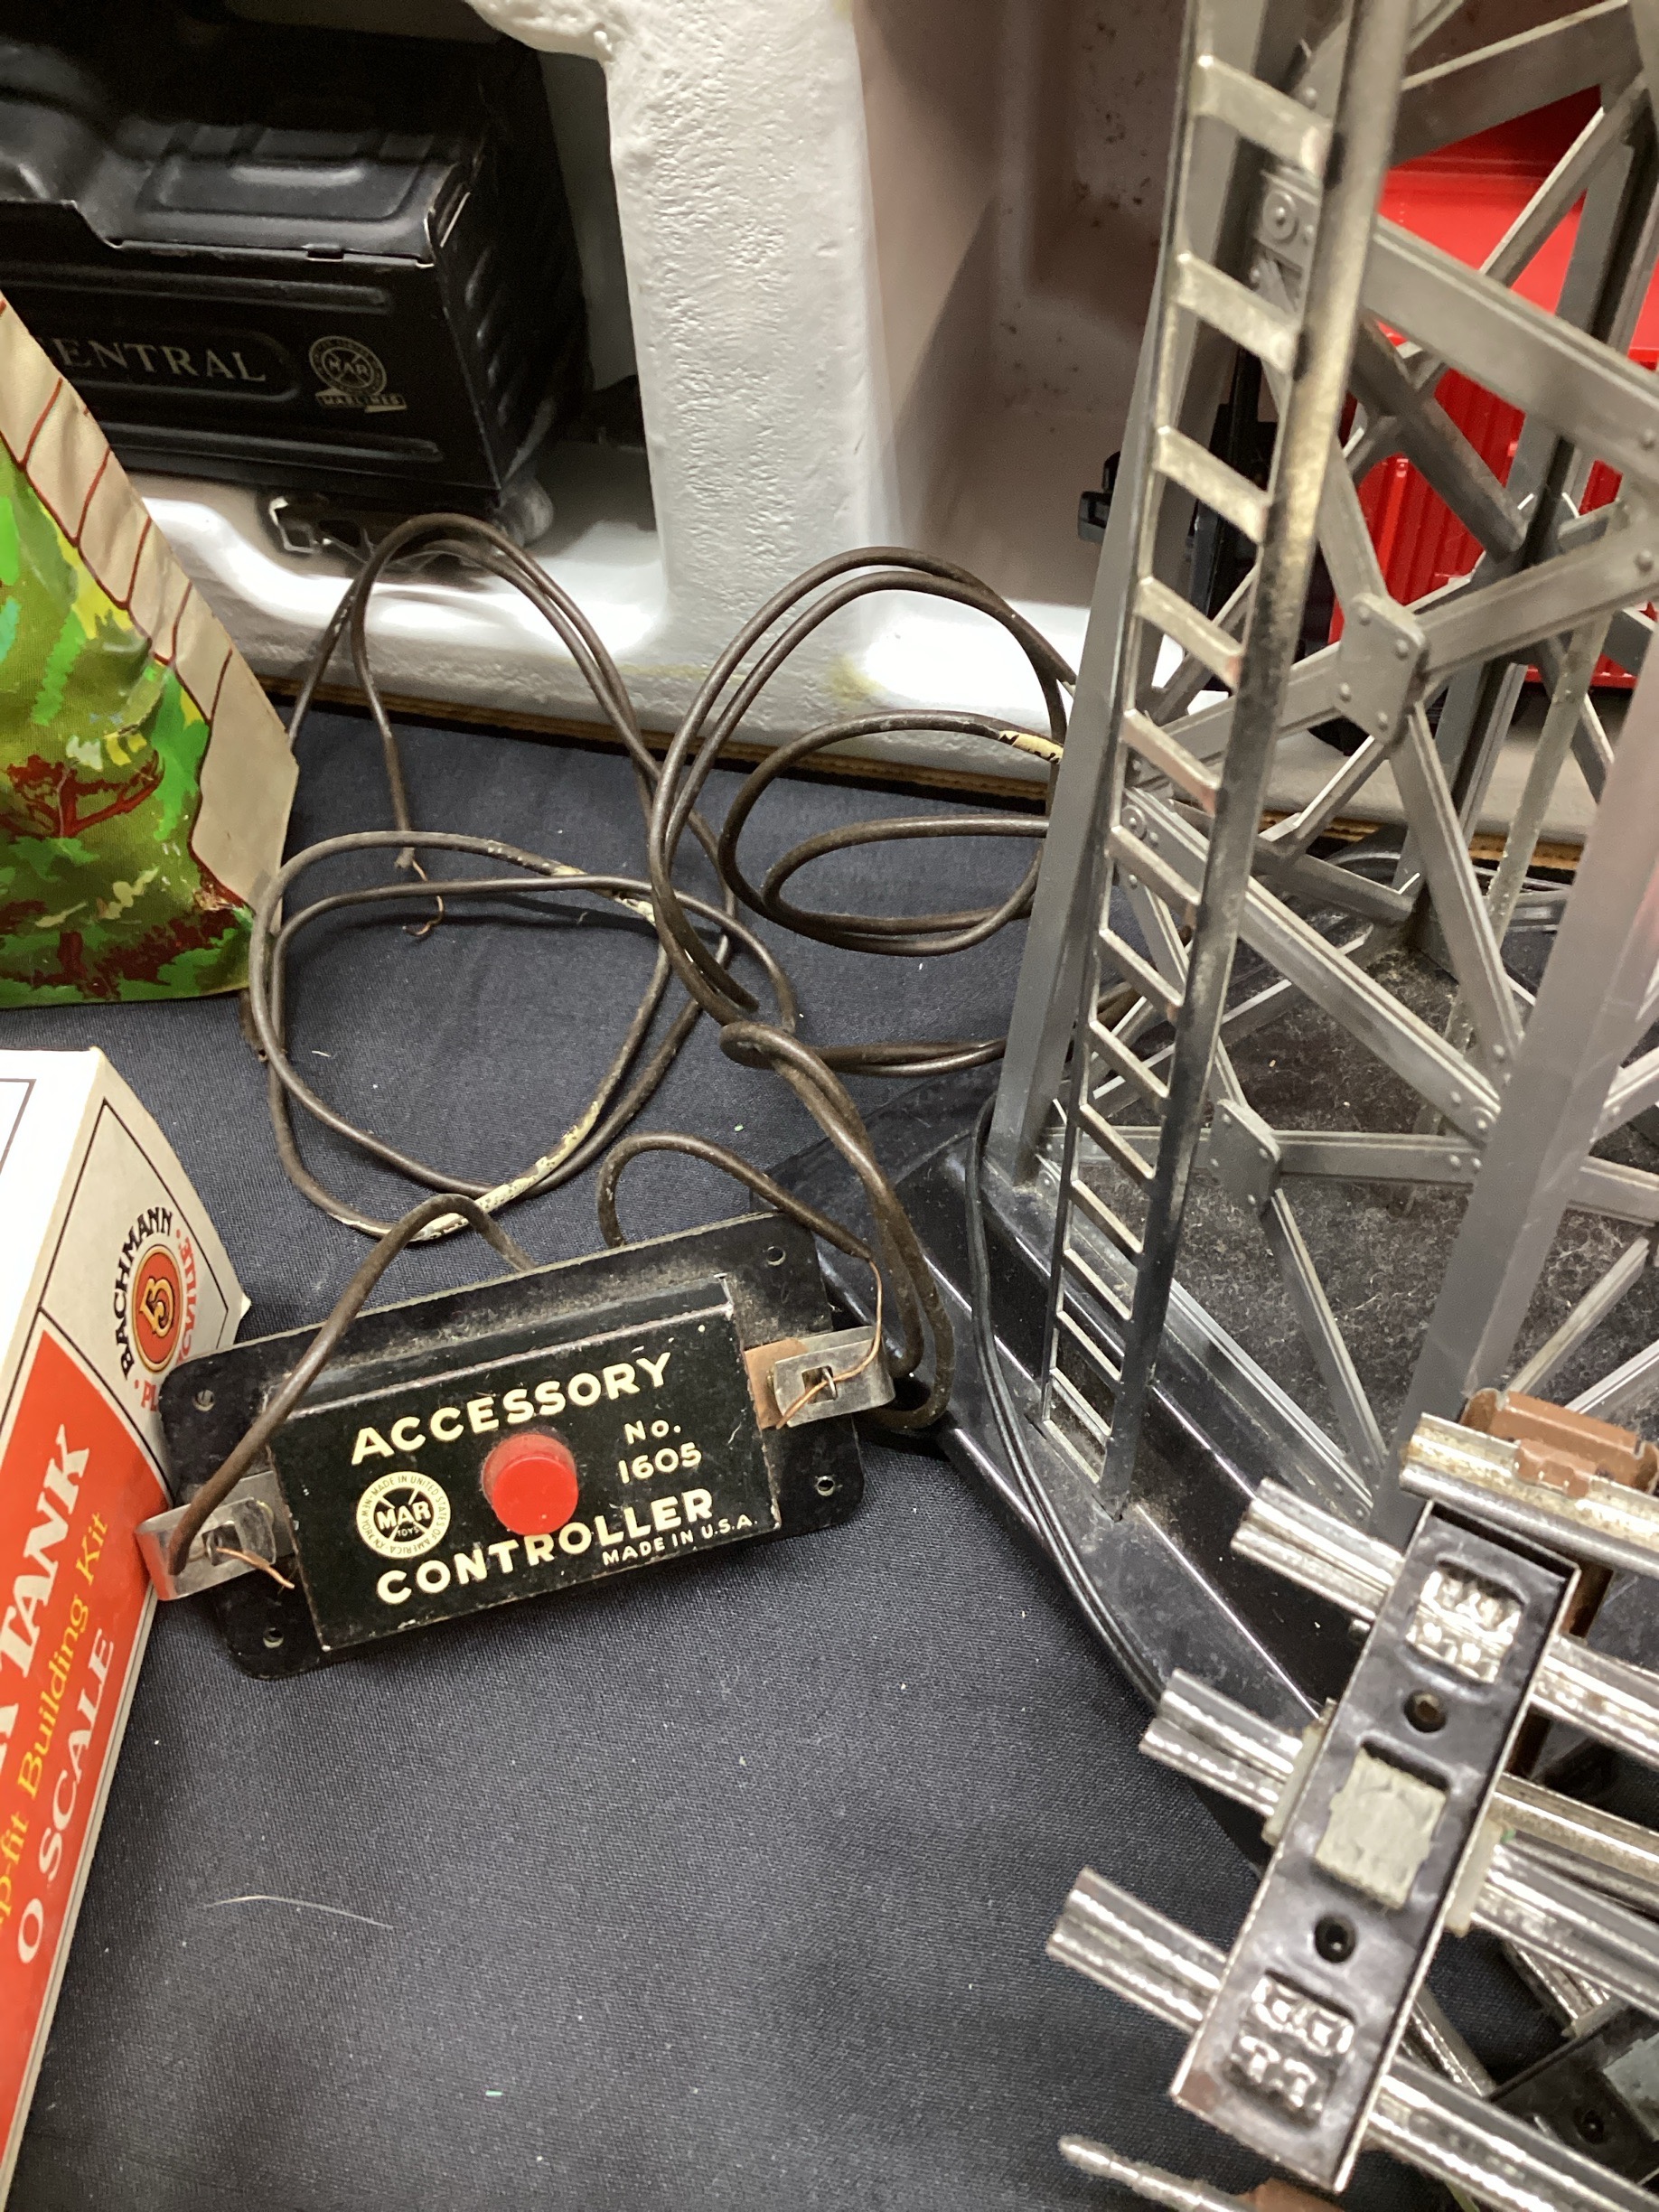 ENTRAL
MAR
MARLINES
BACHMANN
5
TANK
Building Kit
O SCALE
ACCESSORY
No.
1605
MADE IN UNITED STATES OF AMERICA
MAR
TOYS
CONTROLLER
MADE IN U.S.A.